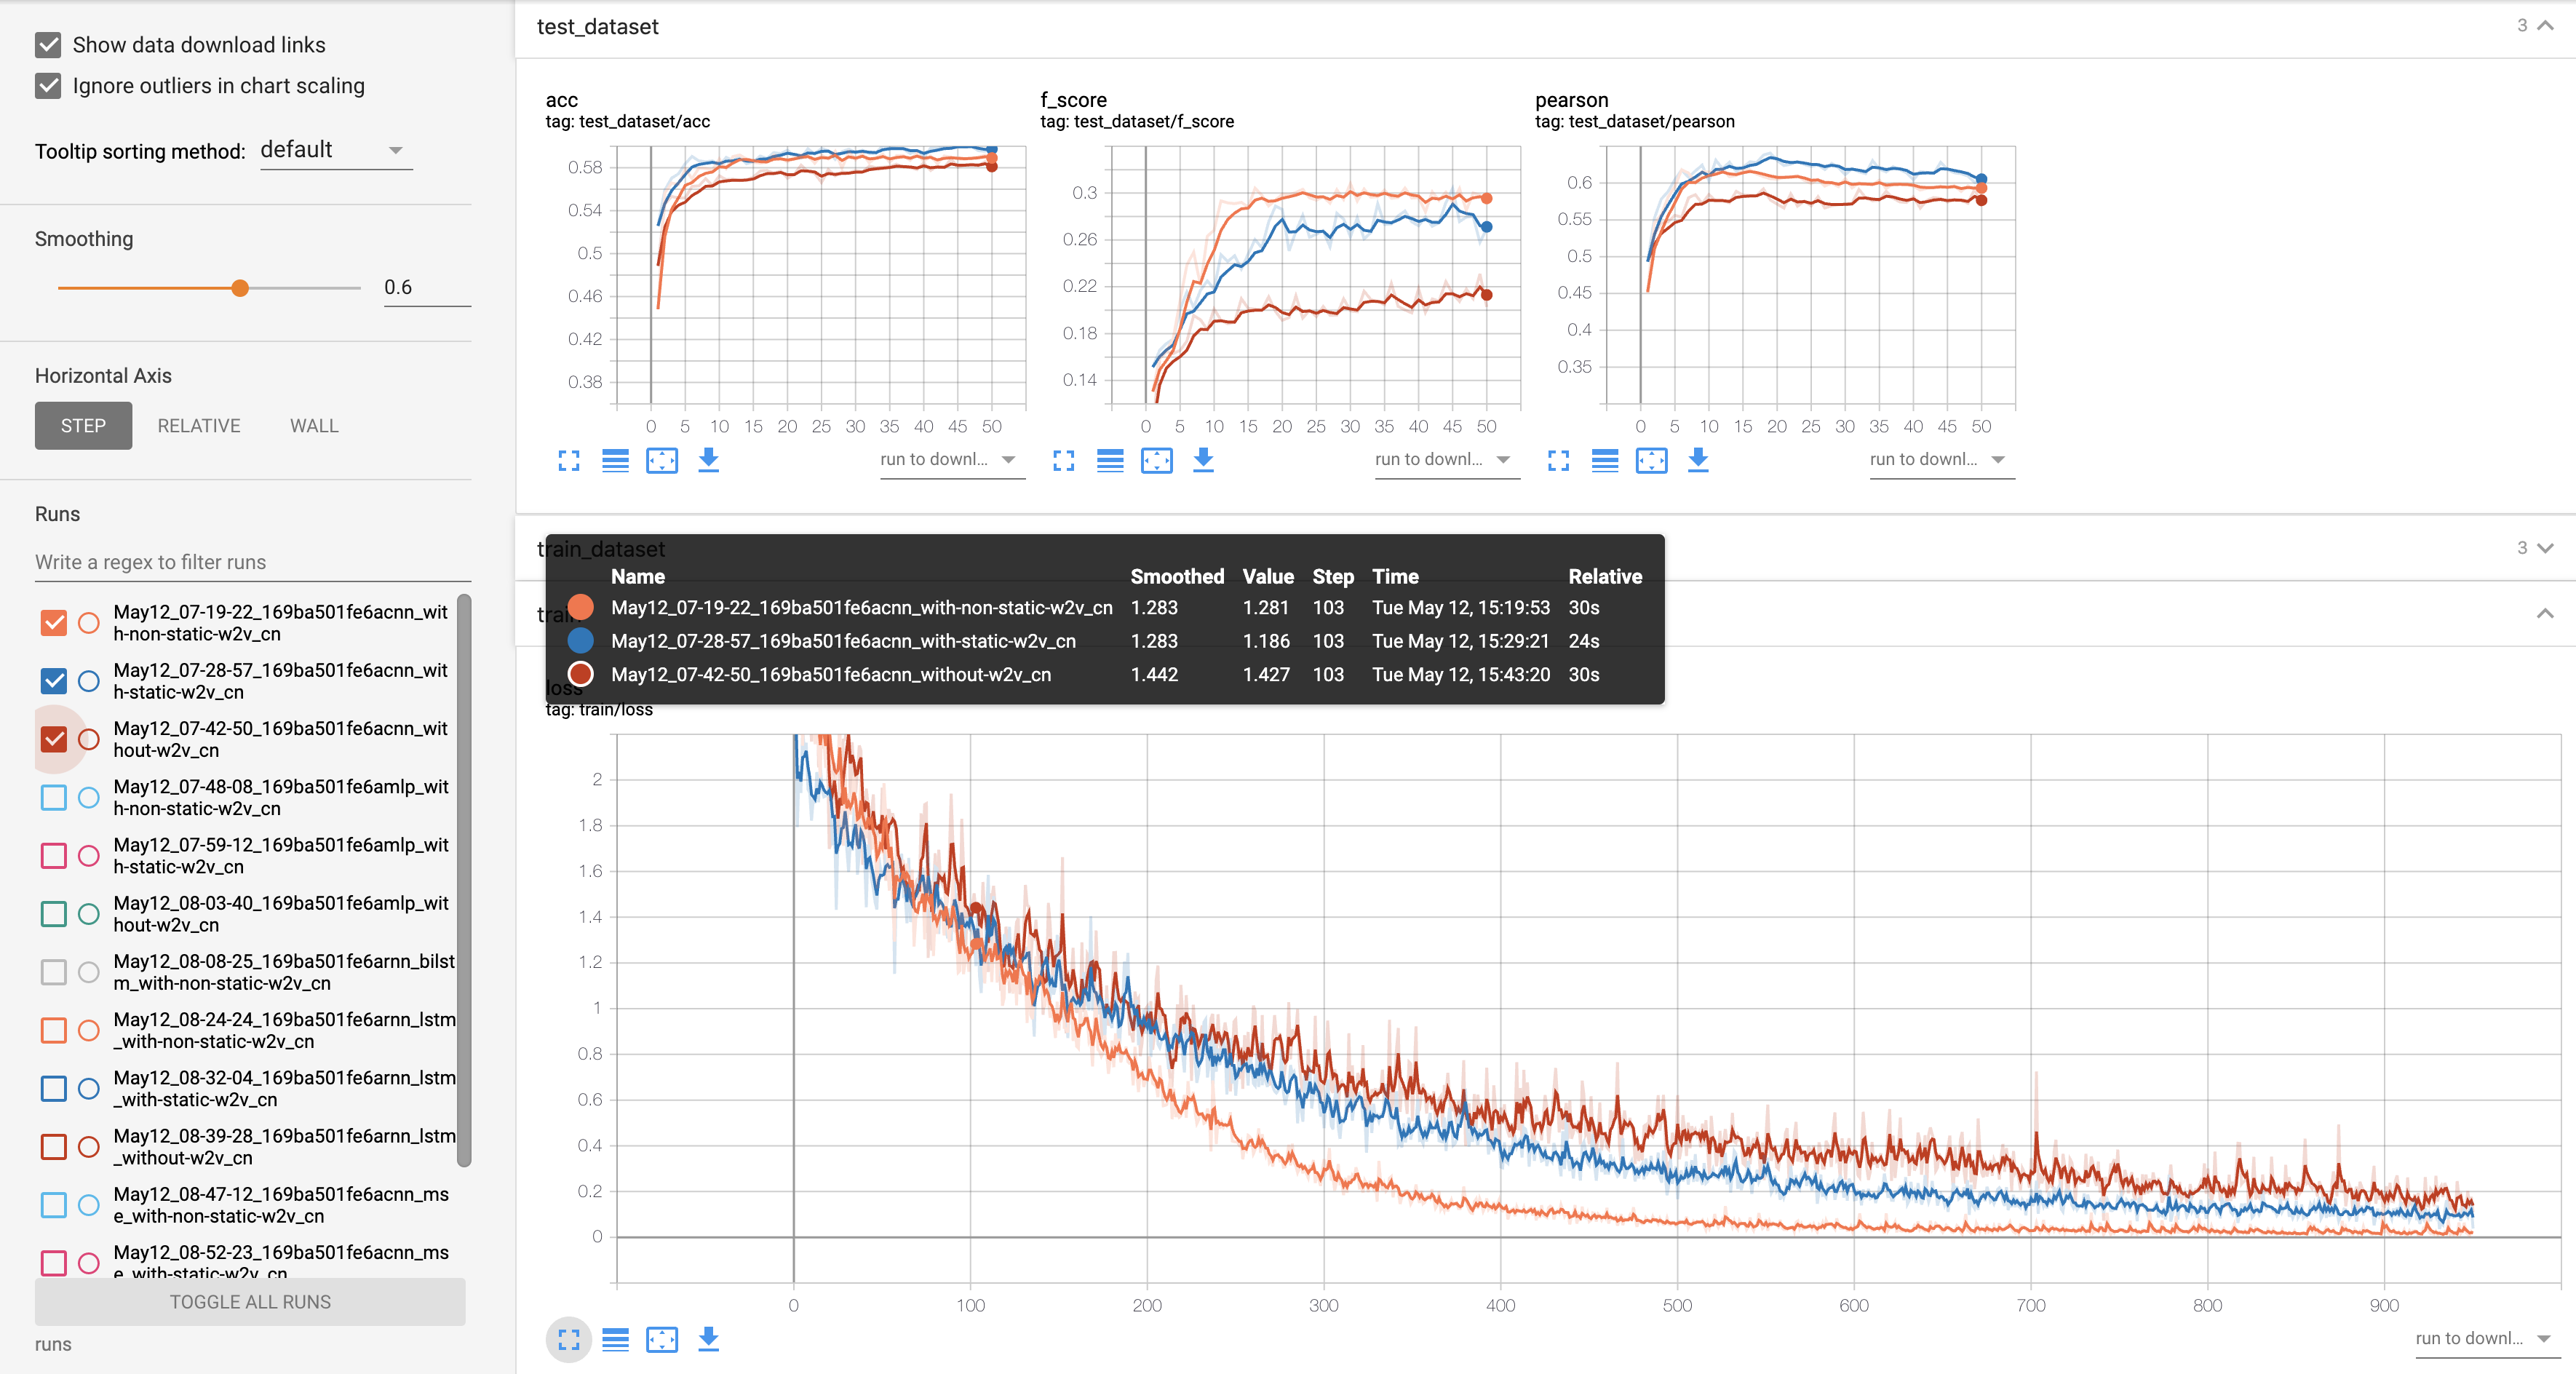 Show data download links
Ignore outliers in chart scaling
Tooltip sorting method: default
Smoothing
0.6
Horizontal Axis
STEP RELATIVE WALL
Runs
Write a regex to filter runs
May12_07-19-22_169ba501fe6acnn_wit
h-non-static-w2v_cn
May12_07-28-57_169ba501fe6acnn_wit
h-static-w2v_cn
May12_07-42-50_169ba501fe6acnn_wit
hout-w2v_cn
May12_07-48-08_169ba501fe6amlp_wit
h-non-static-w2v_cn
May12_07-59-12_169ba501fe6amlp_wit
h-static-w2v_cn
May12_08-03-40_169ba501fe6amlp_wit
hout-w2v_cn
May12_08-08-25_169ba501fe6arnn_bilst
m_with-non-static-w2v_cn
May12_08-24-24_169ba501fe6arnn_lstm
_with-non-static-w2v_cn
May12_08-32-04_169ba501fe6arnn_lstm
_with-static-w2v_cn
May12_08-39-28_169ba501fe6arnn_lstm
_without-w2v_cn
May12_08-47-12_169ba501fe6acnn_ms
e_with-non-static-w2v_cn
May12_08-52-23_169ba501fe6acnn_ms
e_with-static-w2v_cn
TOGGLE ALL RUNS
runs
test_dataset 3
acc
tag: test_dataset/acc
0.58
0.54
0.5
0.46
0.42
0.38
0 5 10 15 20 25 30 35 40 45 50
run to downl...
f_score
tag: test_dataset/f_score
0.3
0.26
0.22
0.18
0.14
0 5 10 15 20 25 30 35 40 45 50
run to downl...
pearson
tag: test_dataset/pearson
0.6
0.55
0.5
0.45
0.4
0.35
0 5 10 15 20 25 30 35 40 45 50
run to downl...
train_dataset 3
train
Name Smoothed Value Step Time Relative
May12_07-19-22_169ba501fe6acnn_with-non-static-w2v_cn 1.283 1.281 103 Tue May 12, 15:19:53 30s
May12_07-28-57_169ba501fe6acnn_with-static-w2v_cn 1.283 1.186 103 Tue May 12, 15:29:21 24s
May12_07-42-50_169ba501fe6acnn_without-w2v_cn 1.442 1.427 103 Tue May 12, 15:43:20 30s
loss
tag: train/loss
2
1.8
1.6
1.4
1.2
1
0.8
0.6
0.4
0.2
0
0 100 200 300 400 500 600 700 800 900
run to downl...